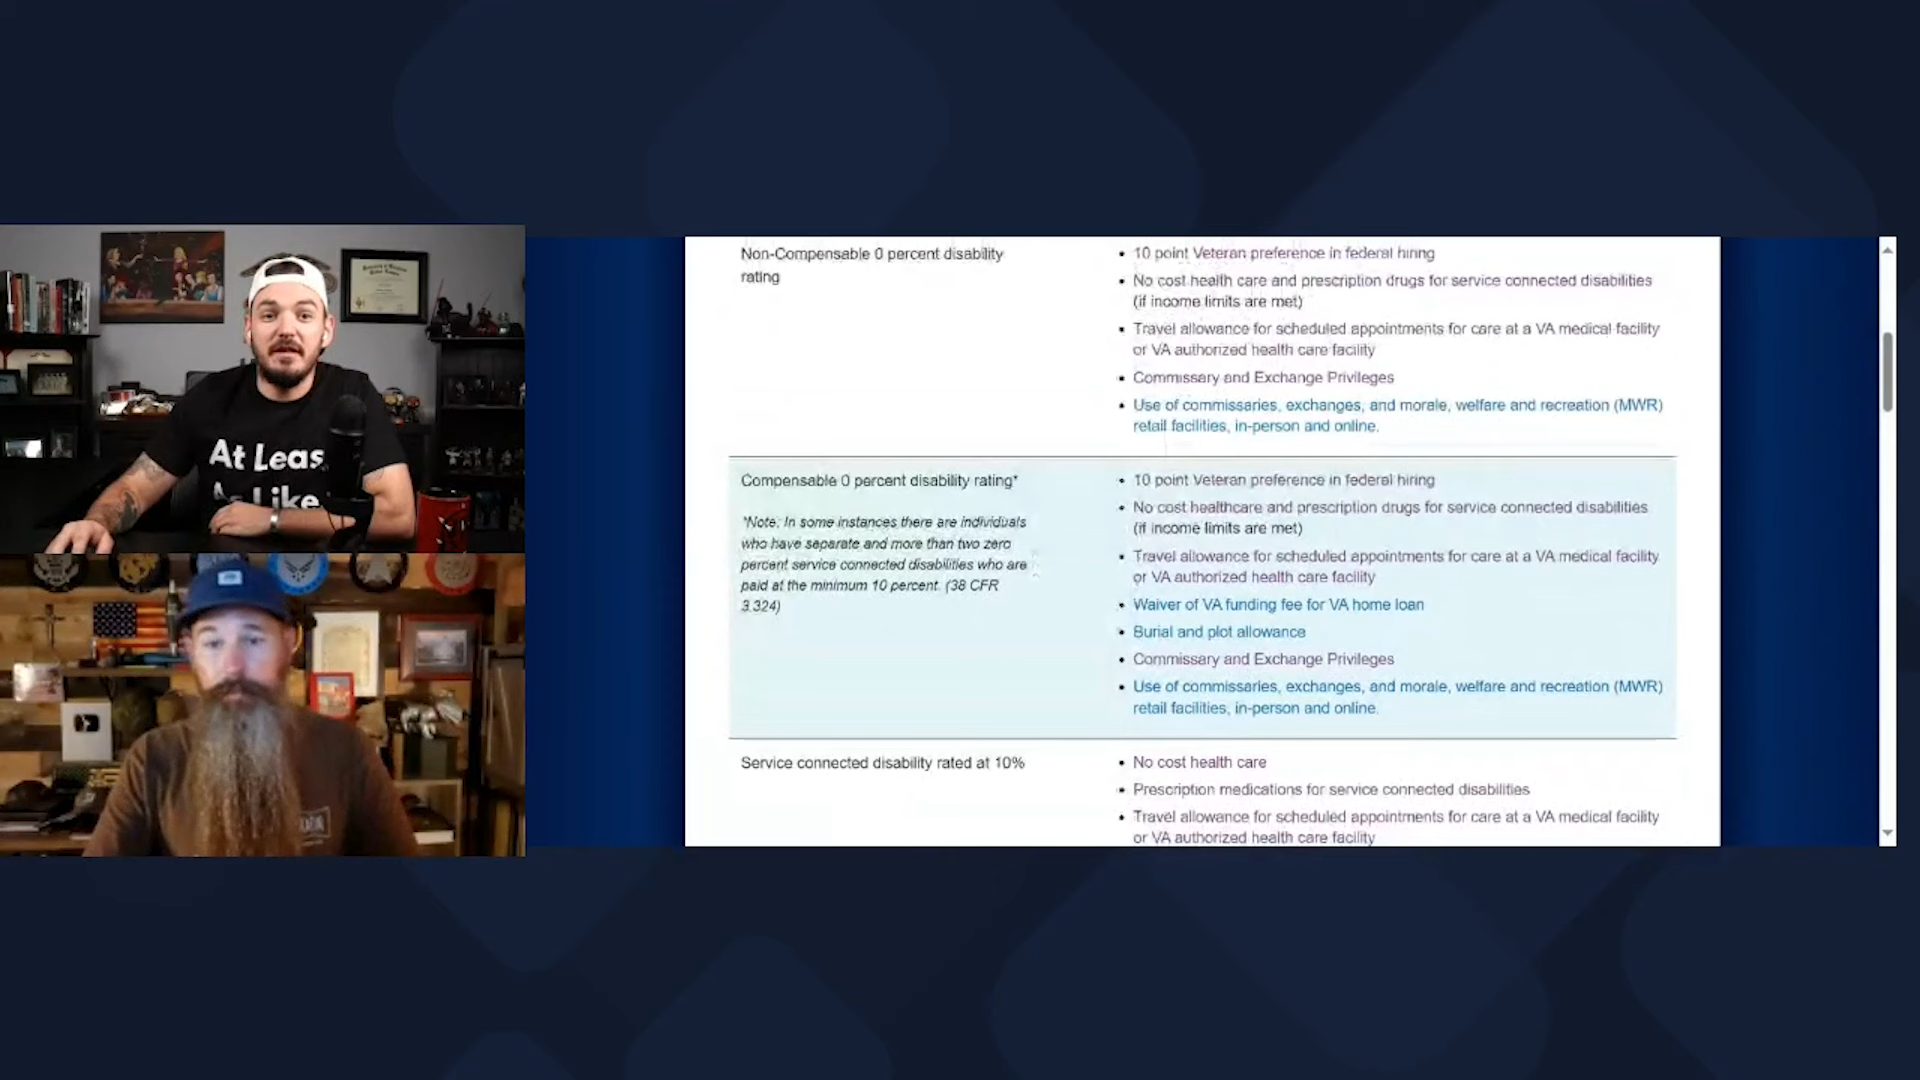 At Leas
As Like
Non-Compensable 0 percent disability
rating
• 10 point Veteran preference in federal hiring
• No cost health care and prescription drugs for service connected disabilities
(if income limits are met)
• Travel allowance for scheduled appointments for care at a VA medical facility
or VA authorized health care facility
• Commissary and Exchange Privileges
• Use of commissaries, exchanges, and morale, welfare and recreation (MWR)
retail facilities, in-person and online.
Compensable 0 percent disability rating*
*Note: In some instances there are individuals
who have separate and more than two zero
percent service connected disabilities who are
paid at the minimum 10 percent. (38 CFR
3.324)
• 10 point Veteran preference in federal hiring
• No cost healthcare and prescription drugs for service connected disabilities
(if income limits are met)
• Travel allowance for scheduled appointments for care at a VA medical facility
or VA authorized health care facility
• Waiver of VA funding fee for VA home loan
• Burial and plot allowance
• Commissary and Exchange Privileges
• Use of commissaries, exchanges, and morale, welfare and recreation (MWR)
retail facilities, in-person and online.
Service connected disability rated at 10%
• No cost health care
• Prescription medications for service connected disabilities
• Travel allowance for scheduled appointments for care at a VA medical facility
or VA authorized health care facility